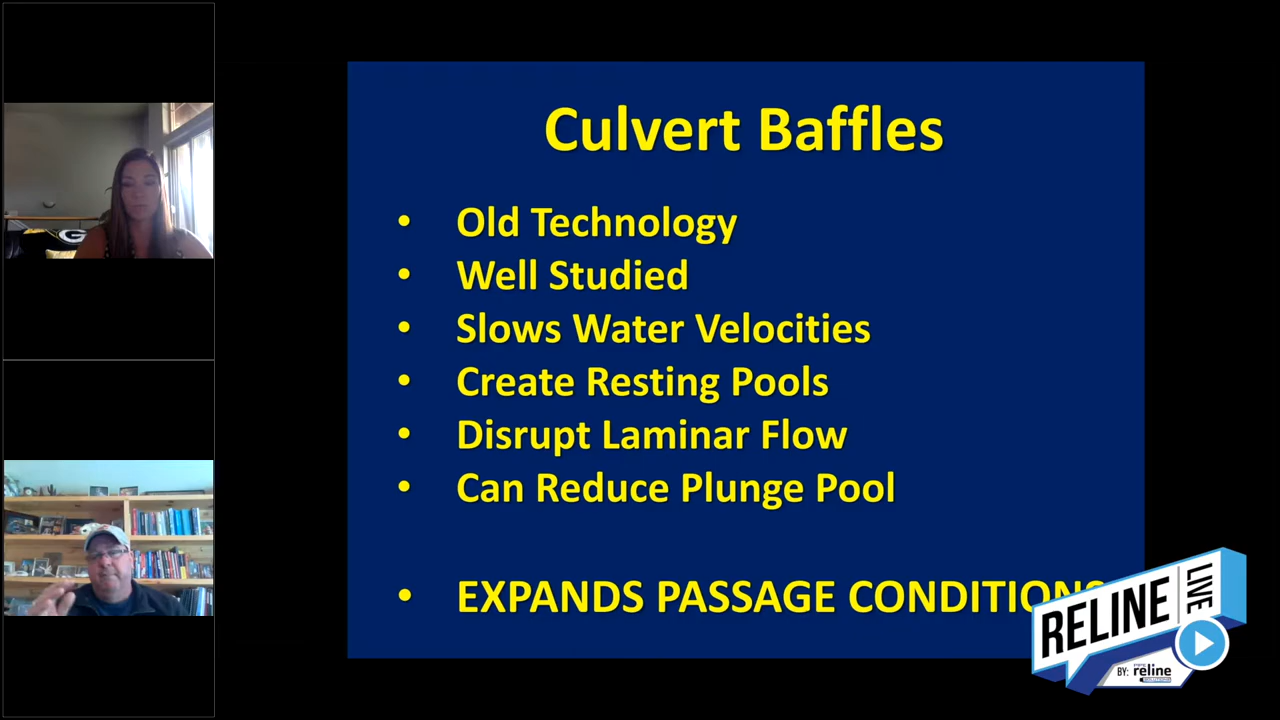 Culvert Baffles
• Old Technology
• Well Studied
• Slows Water Velocities
• Create Resting Pools
• Disrupt Laminar Flow
• Can Reduce Plunge Pool
• EXPANDS PASSAGE CONDITIONS
RELINE
LIVE
BY: reline